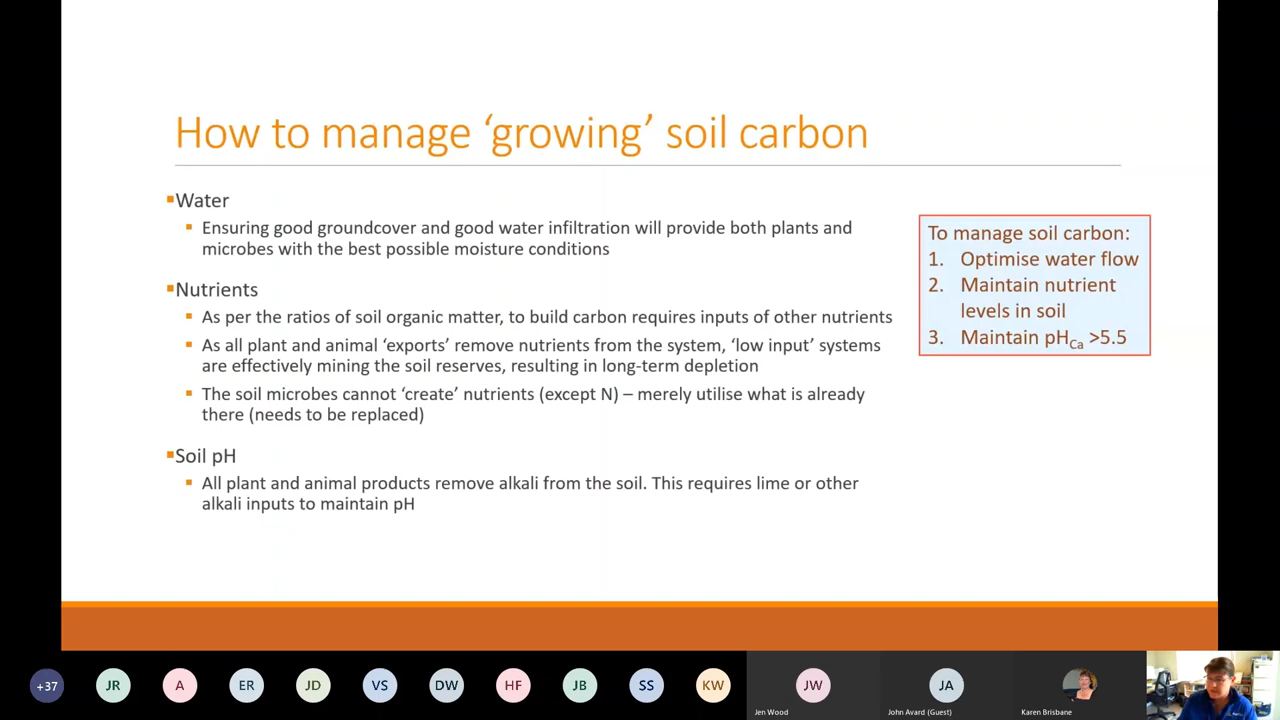 How to manage ‘growing’ soil carbon
▪Water
▪ Ensuring good groundcover and good water infiltration will provide both plants and
microbes with the best possible moisture conditions
▪Nutrients
▪ As per the ratios of soil organic matter, to build carbon requires inputs of other nutrients
▪ As all plant and animal ‘exports’ remove nutrients from the system, ‘low input’ systems
are effectively mining the soil reserves, resulting in long-term depletion
▪ The soil microbes cannot ‘create’ nutrients (except N) – merely utilise what is already
there (needs to be replaced)
▪Soil pH
▪ All plant and animal products remove alkali from the soil. This requires lime or other
alkali inputs to maintain pH
To manage soil carbon:
1. Optimise water flow
2. Maintain nutrient
levels in soil
3. Maintain pHCa >5.5
+37 JR A ER JD VS DW HF JB SS KW JW JA
Jen Wood John Avard (Guest) Karen Brisbane